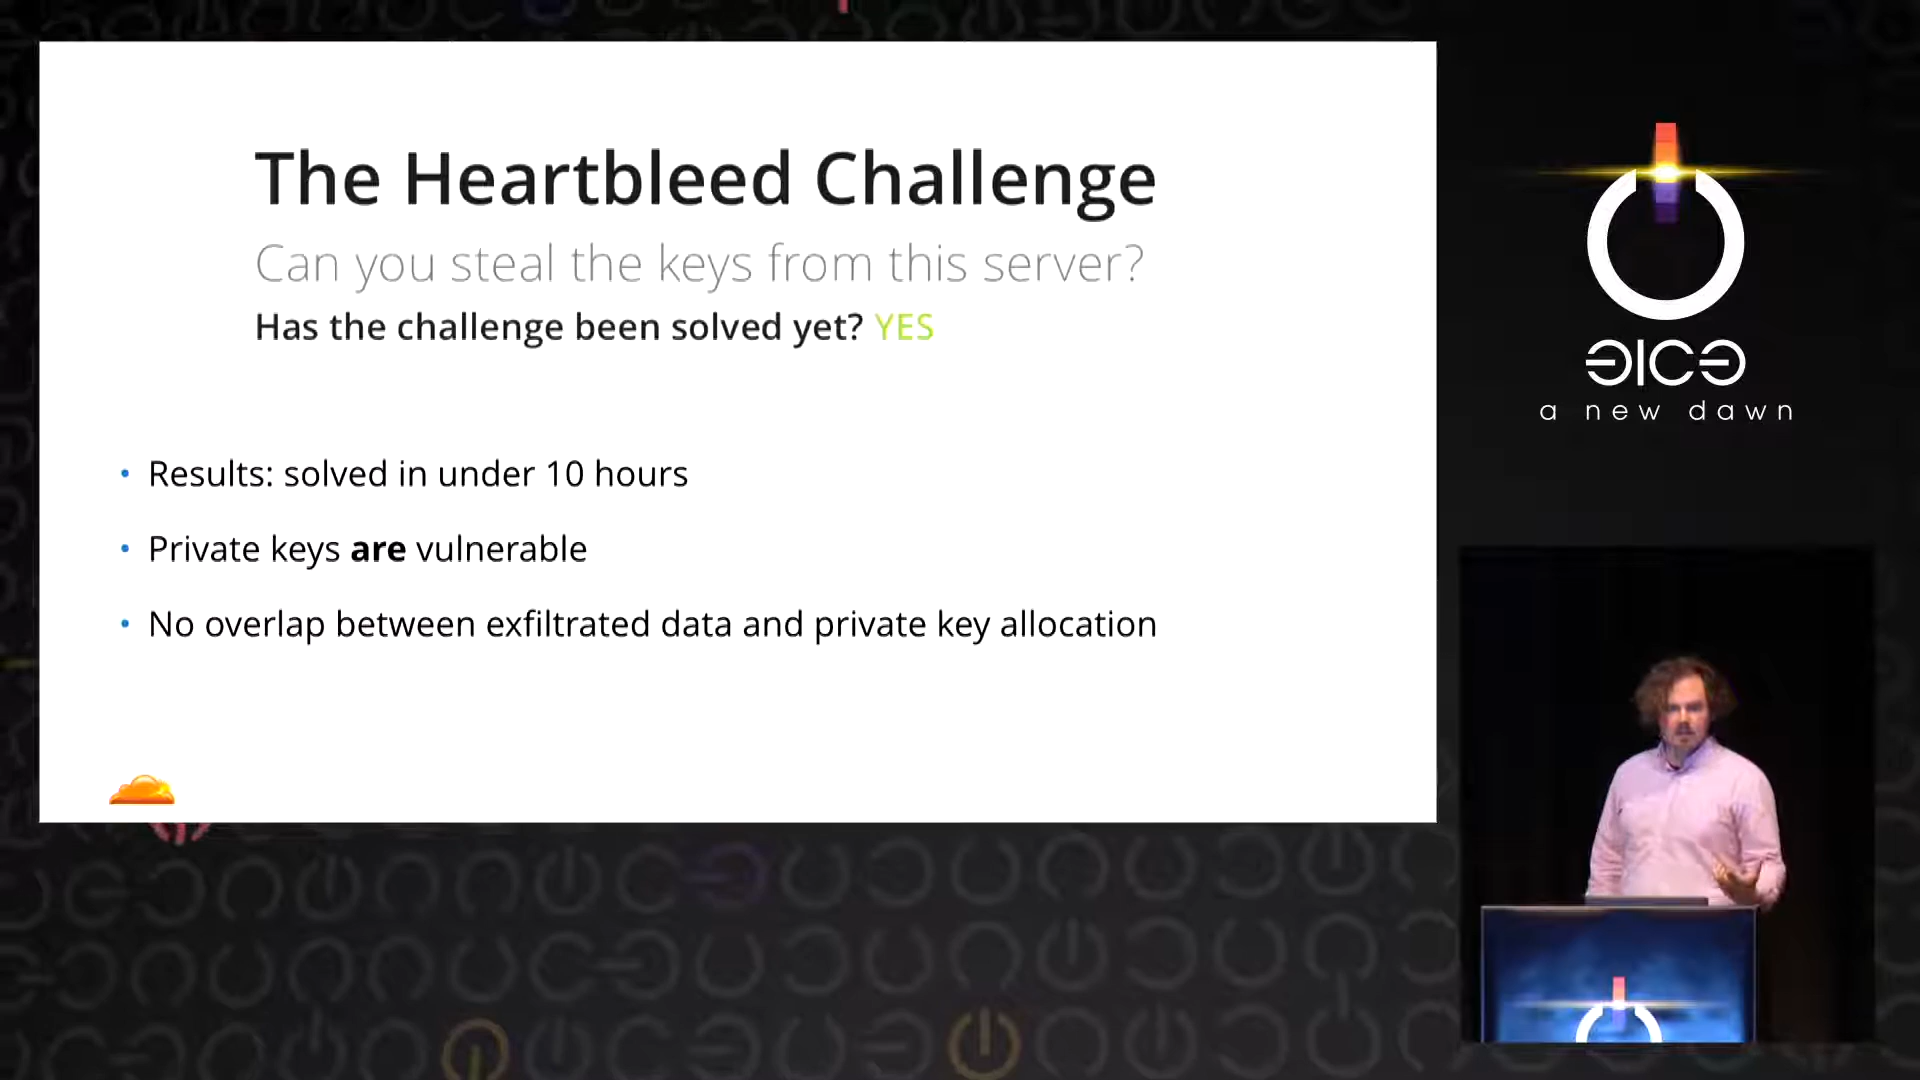 The Heartbleed Challenge
Can you steal the keys from this server?
Has the challenge been solved yet? YES
• Results: solved in under 10 hours
• Private keys are vulnerable
• No overlap between exfiltrated data and private key allocation
a new dawn